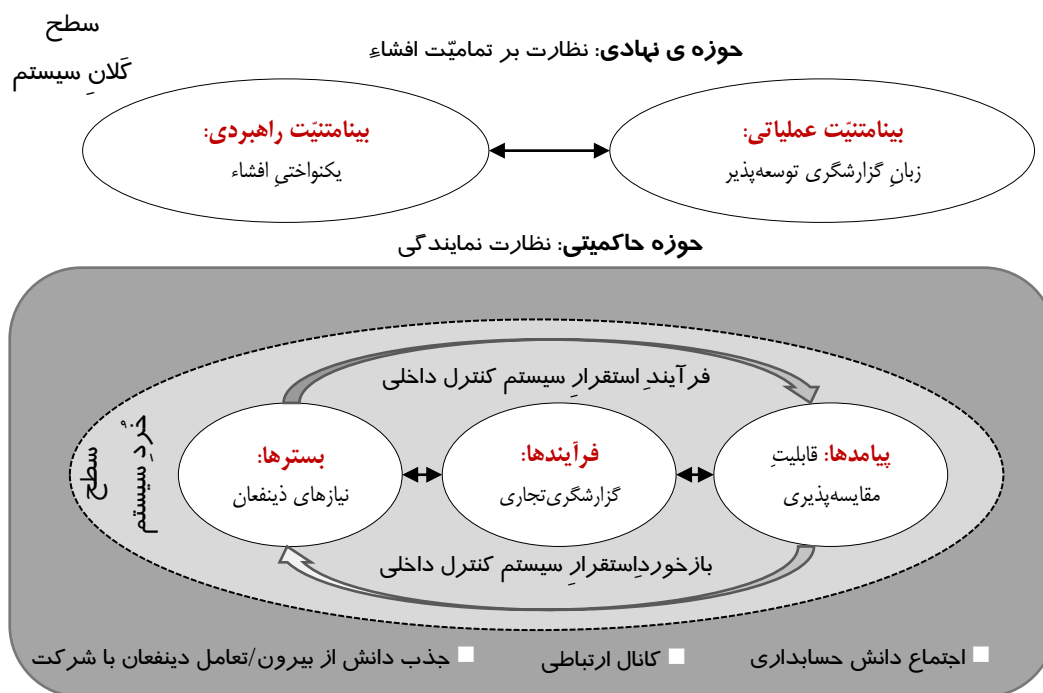 سطح
کَلانِ سیستم
حوزه ی نهادی: نظارت بر تمامیّت افشاءِ
بینامتنیّت عملیاتی:
زبانِ گزارشگری توسعه‌پذیر
بینامتنیّت راهبردی:
یکنواختیِ افشاء
حوزه حاکمیتی: نظارت نمایندگی
فرآیندِ استقرارِ سیستم کنترل داخلی
سطح
خُردِ سیستم
بسترها:
نیازهای ذینفعان
فرآیندها:
گزارشگری‌تجاری
پیامدها: قابلیتِ
مقایسه‌پذیری
بازخوردِاستقرارِ سیستم کنترل داخلی
اجتماع دانش حسابداری
کانال ارتباطی
جذب دانش از بیرون/تعامل دینفعان با شرکت